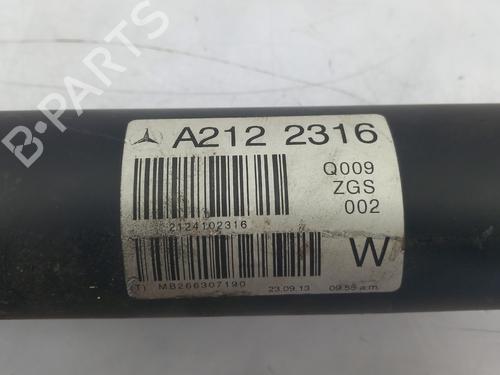 B-PARTS
A212 2316
Q009
ZGS
002
2124102316
W
(T) MB266307190 23.09.13 09:55 a.m.